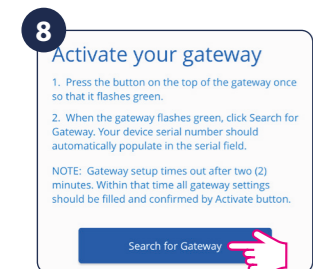 8
Activate your gateway
1. Press the button on the top of the gateway once
so that it flashes green.
2. When the gateway flashes green, click Search for
Gateway. Your device serial number should
automatically populate in the serial field.
NOTE: Gateway setup times out after two (2)
minutes. Within that time all gateway settings
should be filled and confirmed by Activate button.
Search for Gateway